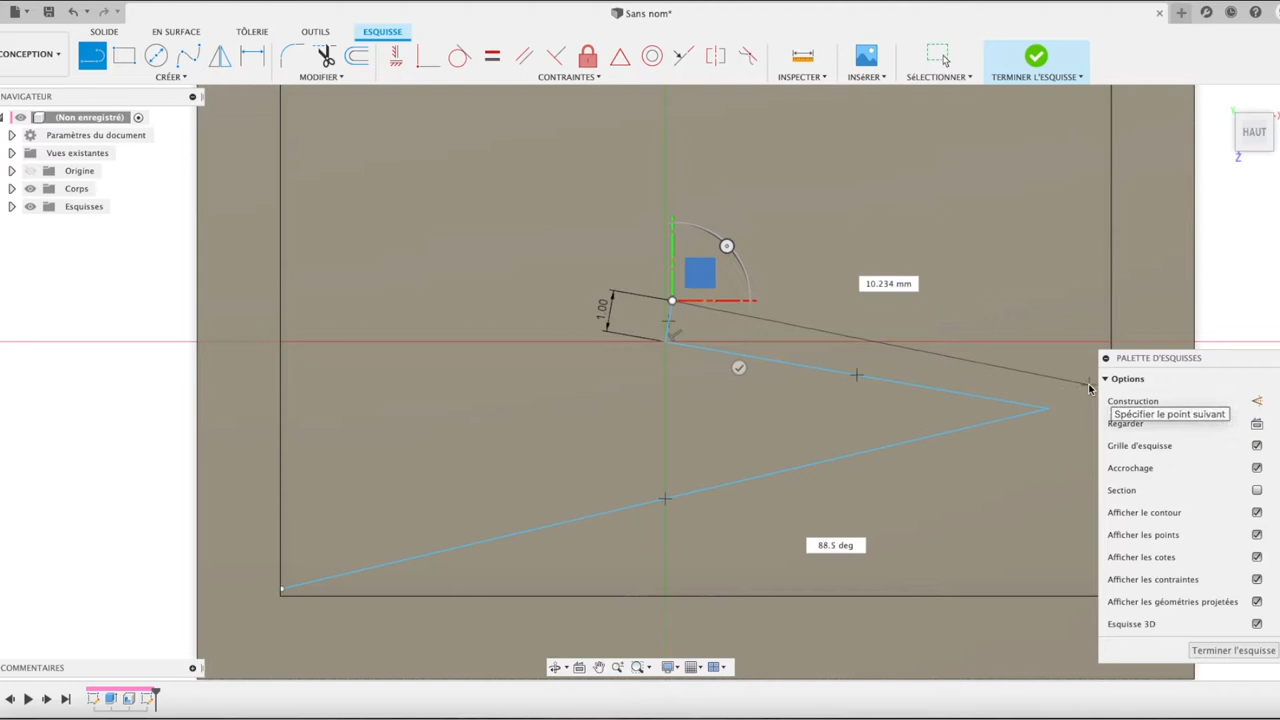 Sans nom*
SOLIDE
EN SURFACE
TÔLERIE
OUTILS
ESQUISSE
CONCEPTION
CRÉER
MODIFIER
CONTRAINTES
INSPECTER
INSÉRER
SÉLECTIONNER
TERMINER L'ESQUISSE
NAVIGATEUR
(Non enregistré)
Paramètres du document
Vues existantes
Origine
Corps
Esquisses
HAUT
Z
10.234 mm
1.00
88.5 deg
PALETTE D'ESQUISSES
Options
Construction
Spécifier le point suivant
Regarder
Grille d'esquisse
Accrochage
Section
Afficher le contour
Afficher les points
Afficher les cotes
Afficher les contraintes
Afficher les géométries projetées
Esquisse 3D
Terminer l'esquisse
COMMENTAIRES